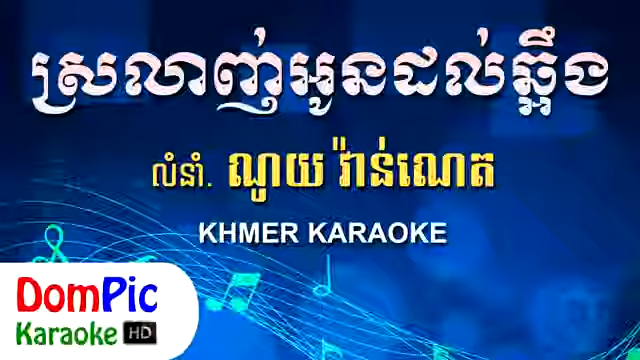 ស្រលាញ់អូនដល់ឆ្អឹង
លំនាំ. ណូយ វ៉ាន់ណេត
KHMER KARAOKE
DomPic
Karaoke HD